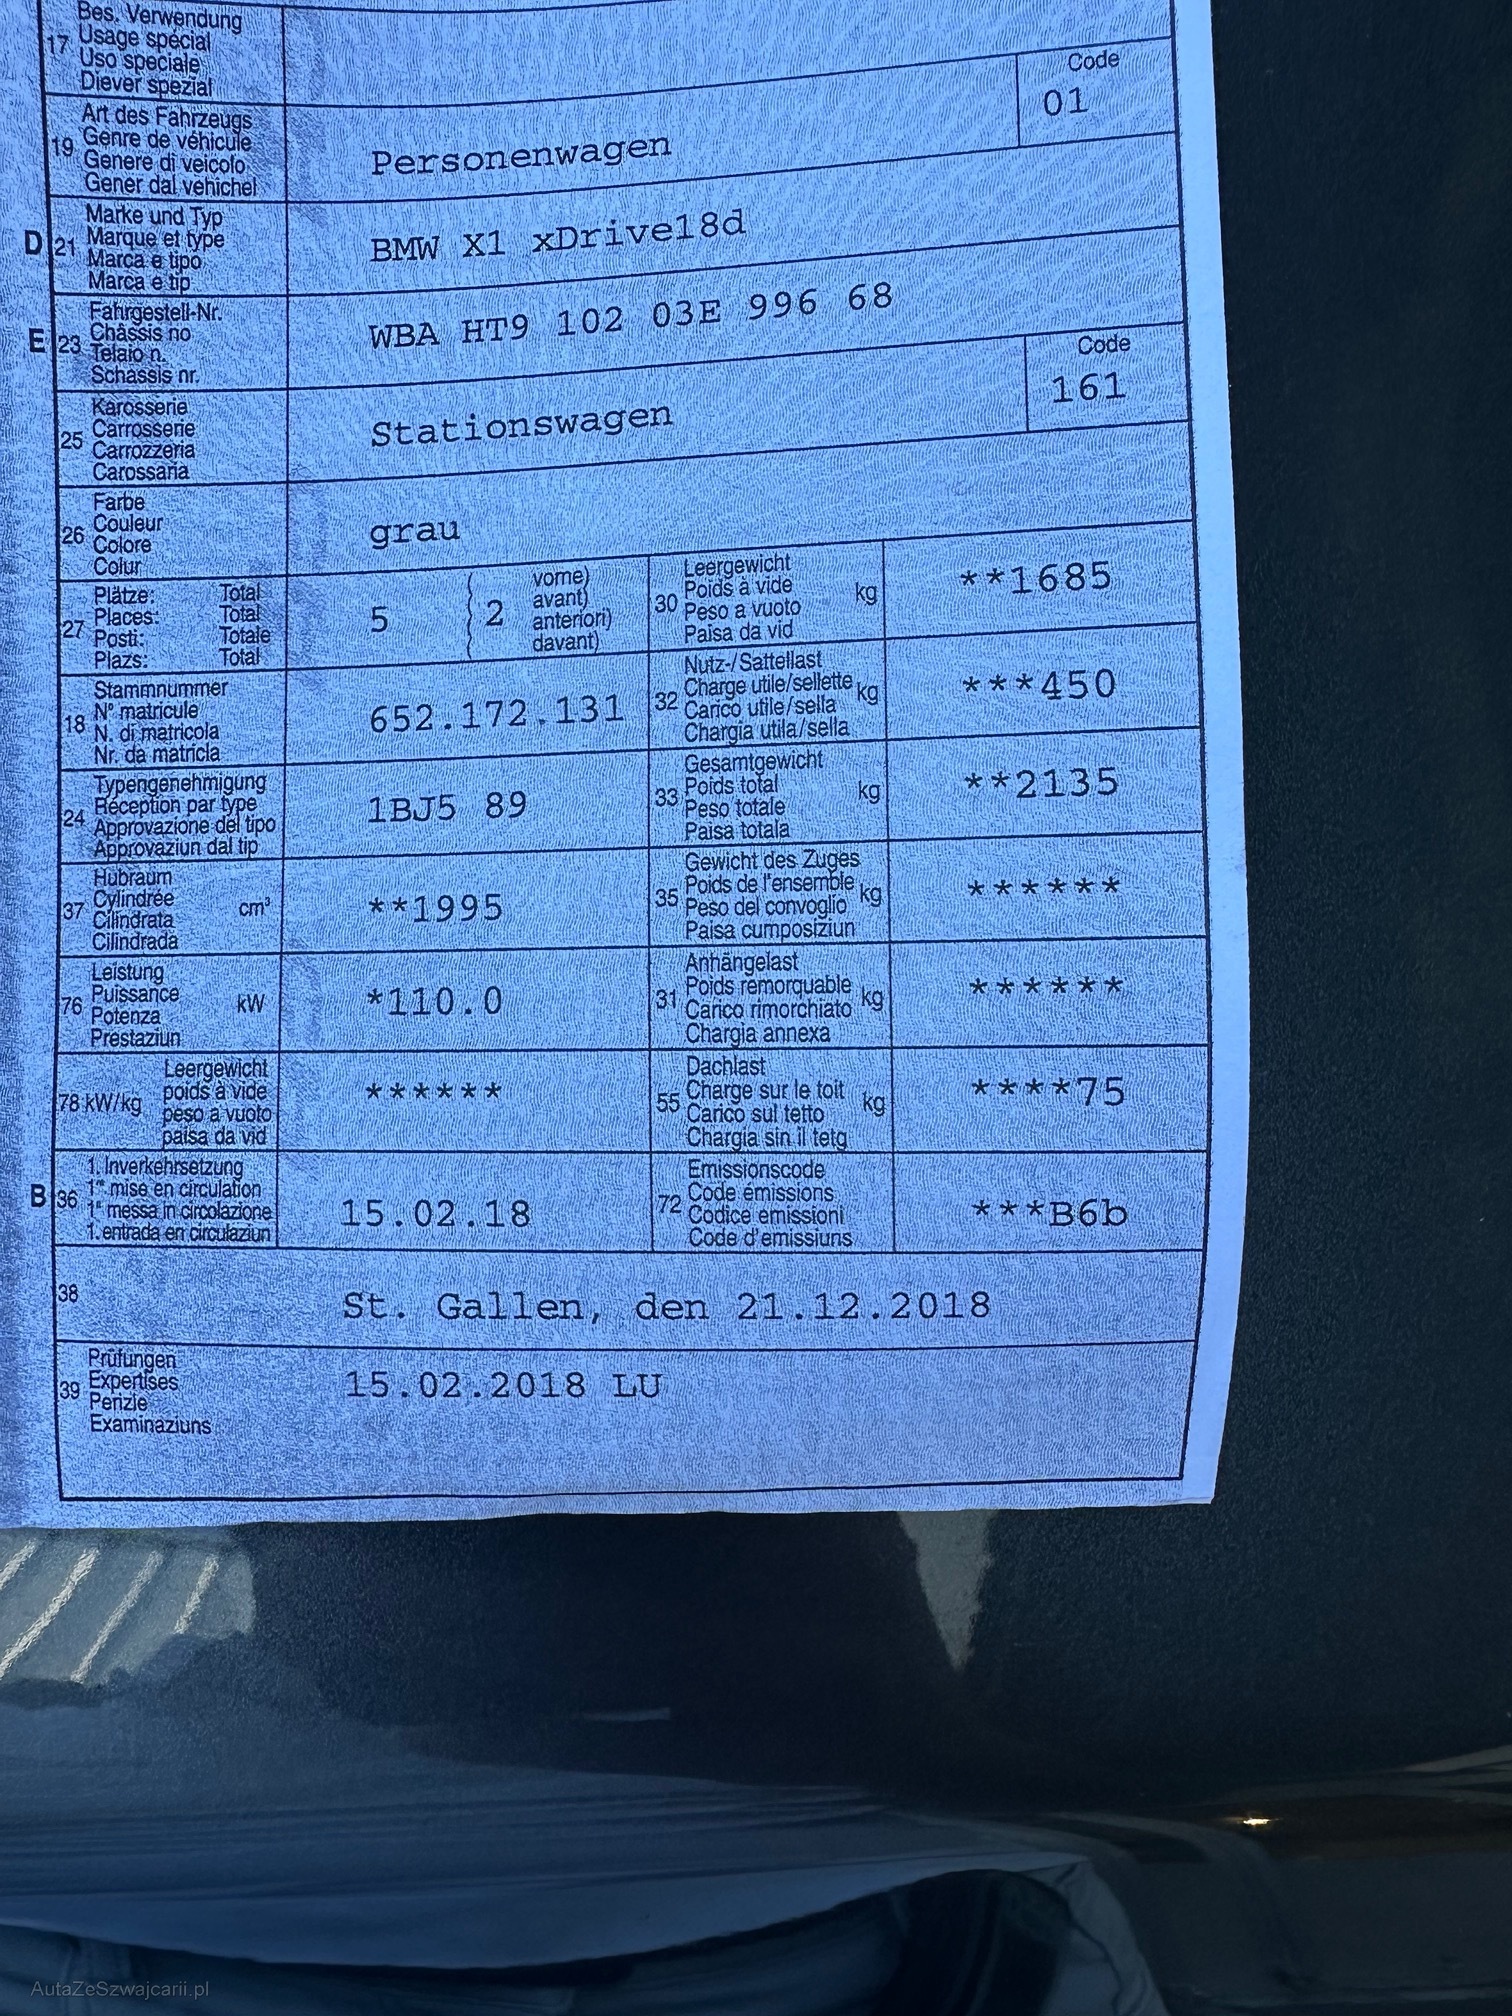 17 Bes. Verwendung
Usage spécial
Uso speciale
Diever spezial
19 Art des Fahrzeugs
Genre de véhicule
Genere di veicolo
Gener dal vehichel
Personenwagen
Code
01
D 21 Marke und Typ
Marque et type
Marca e tipo
Marca e tip
BMW X1 xDrive18d
E 23 Fahrgestell-Nr.
Châssis no
Telaio n.
Schassis nr.
WBA HT9 102 03E 996 68
25 Karosserie
Carrosserie
Carrozzeria
Carossaria
Stationswagen
Code
161
26 Farbe
Couleur
Colore
Colur
grau
27 Plätze: Total
Places: Total
Posti: Totale
Plazs: Total
5 ( 2 vorne)
avant)
anteriori)
davant)
30 Leergewicht
Poids à vide
Peso a vuoto
Paisa da vid
kg
**1685
18 Stammnummer
N° matricule
N. di matricola
Nr. da matricla
652.172.131
32 Nutz-/Sattellast
Charge utile/sellette
Carico utile/sella
Chargia utila/sella
kg
***450
24 Typengenehmigung
Réception par type
Approvazione del tipo
Approvaziun dal tip
1BJ5 89
33 Gesamtgewicht
Poids total
Peso totale
Paisa totala
kg
**2135
37 Hubraum
Cylindrée
Cilindrata
Cilindrada
cm³
**1995
35 Gewicht des Zuges
Poids de l'ensemble
Peso del convoglio
Paisa cumposiziun
kg
******
76 Leistung
Puissance
Potenza
Prestaziun
kW
*110.0
31 Anhängelast
Poids remorquable
Carico rimorchiato
Chargia annexa
kg
******
78 kW/kg Leergewicht
poids à vide
peso a vuoto
paisa da vid
******
55 Dachlast
Charge sur le toit
Carico sul tetto
Chargia sin il tetg
kg
****75
B 36 1. Inverkehrsetzung
1re mise en circulation
1a messa in circolazione
1. entrada en circulaziun
15.02.18
72 Emissionscode
Code émissions
Codice emissioni
Code d'emissiuns
***B6b
38 St. Gallen, den 21.12.2018
39 Prüfungen
Expertises
Perizie
Examinaziuns
15.02.2018 LU
AutaZeSzwajcarii.pl